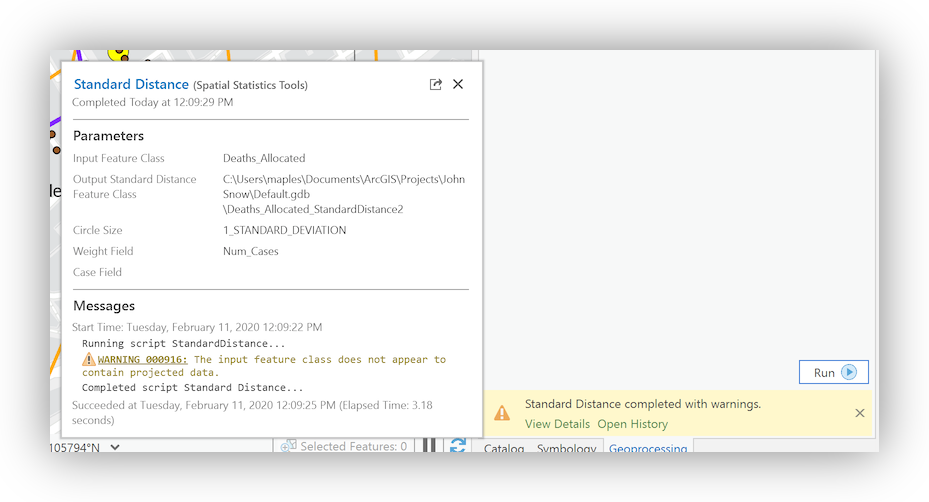 Standard Distance (Spatial Statistics Tools)
Completed Today at 12:09:29 PM
Parameters
Input Feature Class Deaths_Allocated
Output Standard Distance C:\Users\maples\Documents\ArcGIS\Projects\John
Feature Class Snow\Default.gdb
\Deaths_Allocated_StandardDistance2
Circle Size 1_STANDARD_DEVIATION
Weight Field Num_Cases
Case Field
Messages
Start Time: Tuesday, February 11, 2020 12:09:22 PM
Running script StandardDistance...
WARNING 000916: The input feature class does not appear to
contain projected data.
Completed script Standard Distance...
Succeeded at Tuesday, February 11, 2020 12:09:25 PM (Elapsed Time: 3.18
seconds)
Run
Standard Distance completed with warnings.
View Details Open History
105794°N Selected Features: 0
Catalog Symbology Geoprocessing